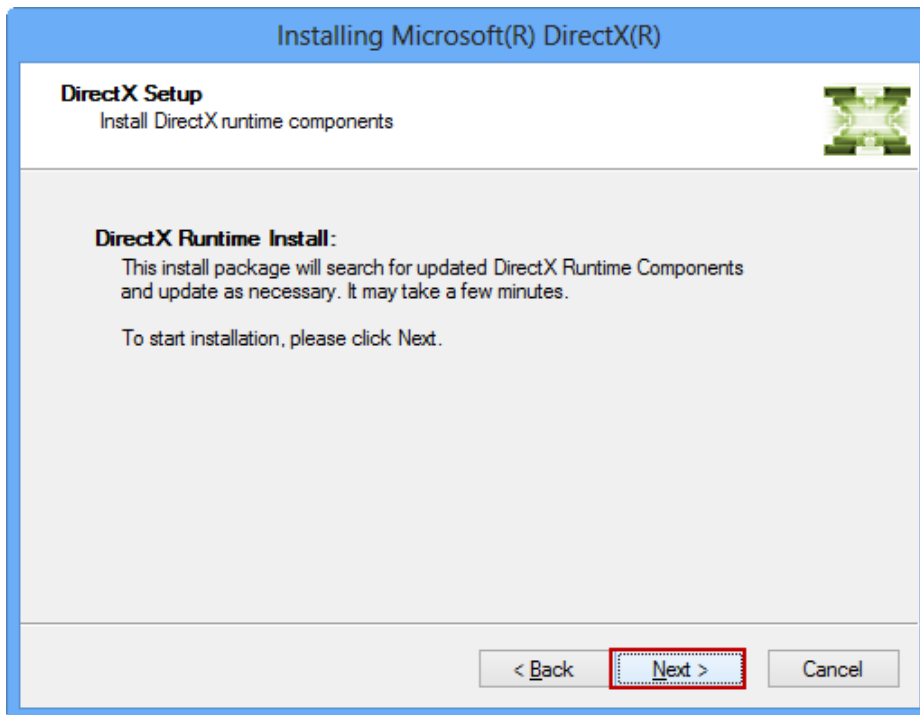 Installing Microsoft(R) DirectX(R)
DirectX Setup
Install DirectX runtime components
DirectX Runtime Install:
This install package will search for updated DirectX Runtime Components
and update as necessary. It may take a few minutes.
To start installation, please click Next.
< Back
Next >
Cancel